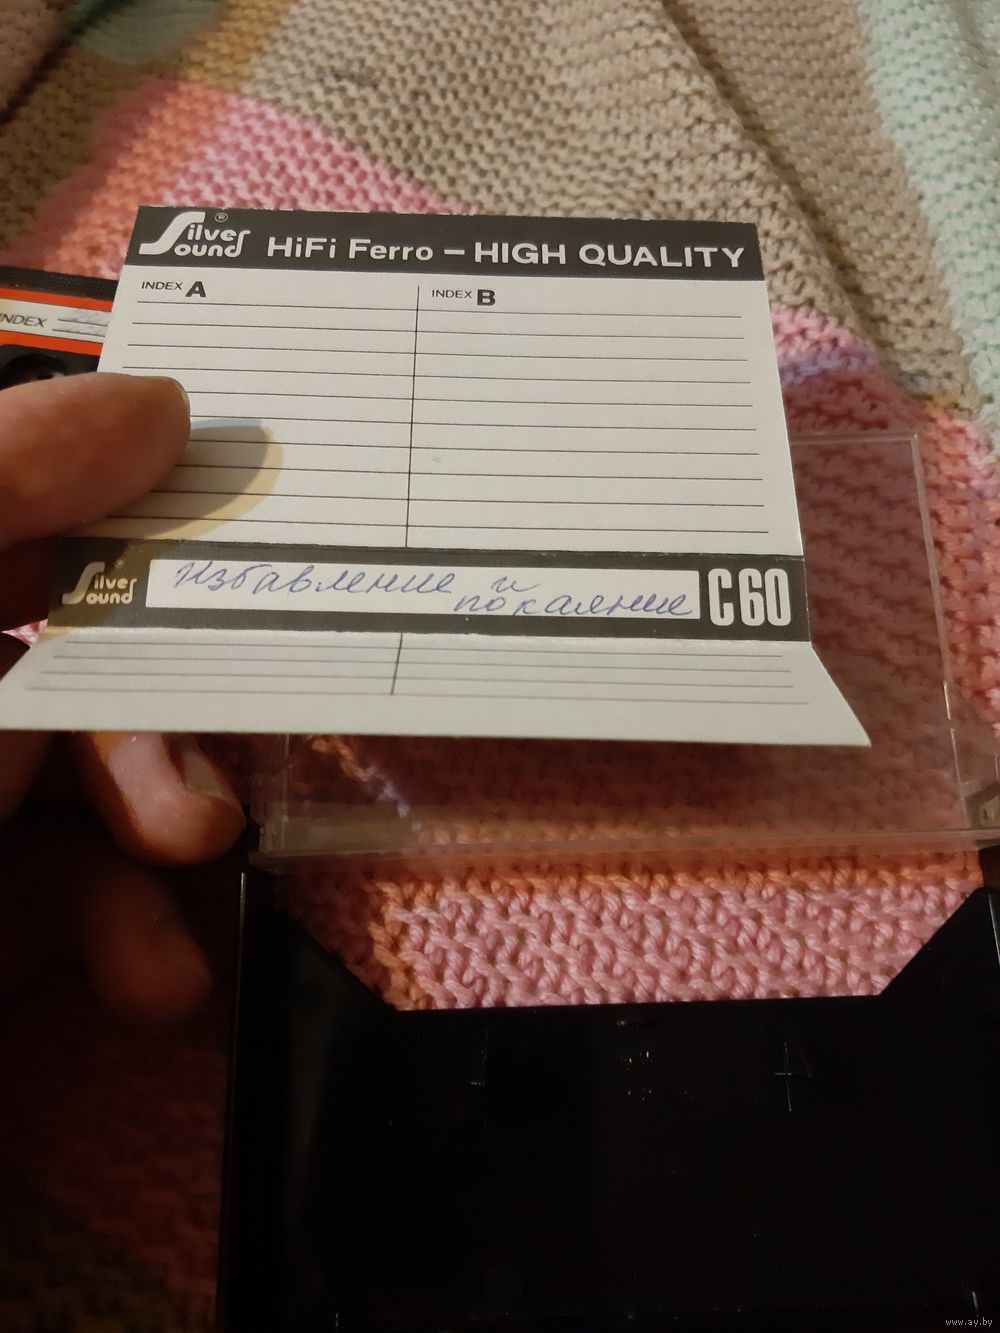 Silver Sound ® HiFi Ferro – HIGH QUALITY
INDEX A INDEX B
INDEX
Silver Sound ® избавление и покаяние C60
www.ay.by